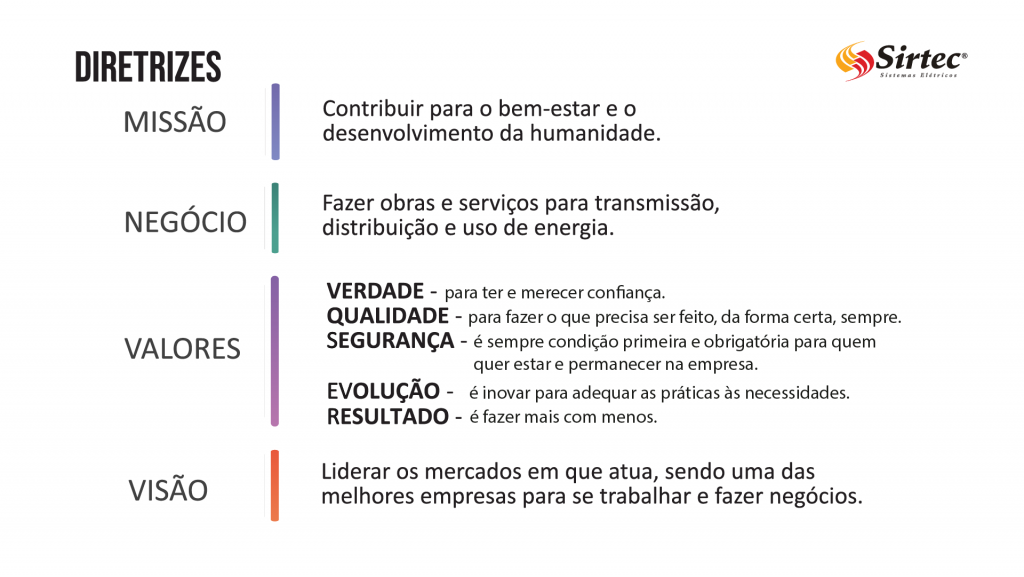 DIRETRIZES
Sirtec®
Sistemas Elétricos
MISSÃO
Contribuir para o bem-estar e o
desenvolvimento da humanidade.
NEGÓCIO
Fazer obras e serviços para transmissão,
distribuição e uso de energia.
VALORES
VERDADE - para ter e merecer confiança.
QUALIDADE - para fazer o que precisa ser feito, da forma certa, sempre.
SEGURANÇA - é sempre condição primeira e obrigatória para quem
quer estar e permanecer na empresa.
EVOLUÇÃO - é inovar para adequar as práticas às necessidades.
RESULTADO - é fazer mais com menos.
VISÃO
Liderar os mercados em que atua, sendo uma das
melhores empresas para se trabalhar e fazer negócios.